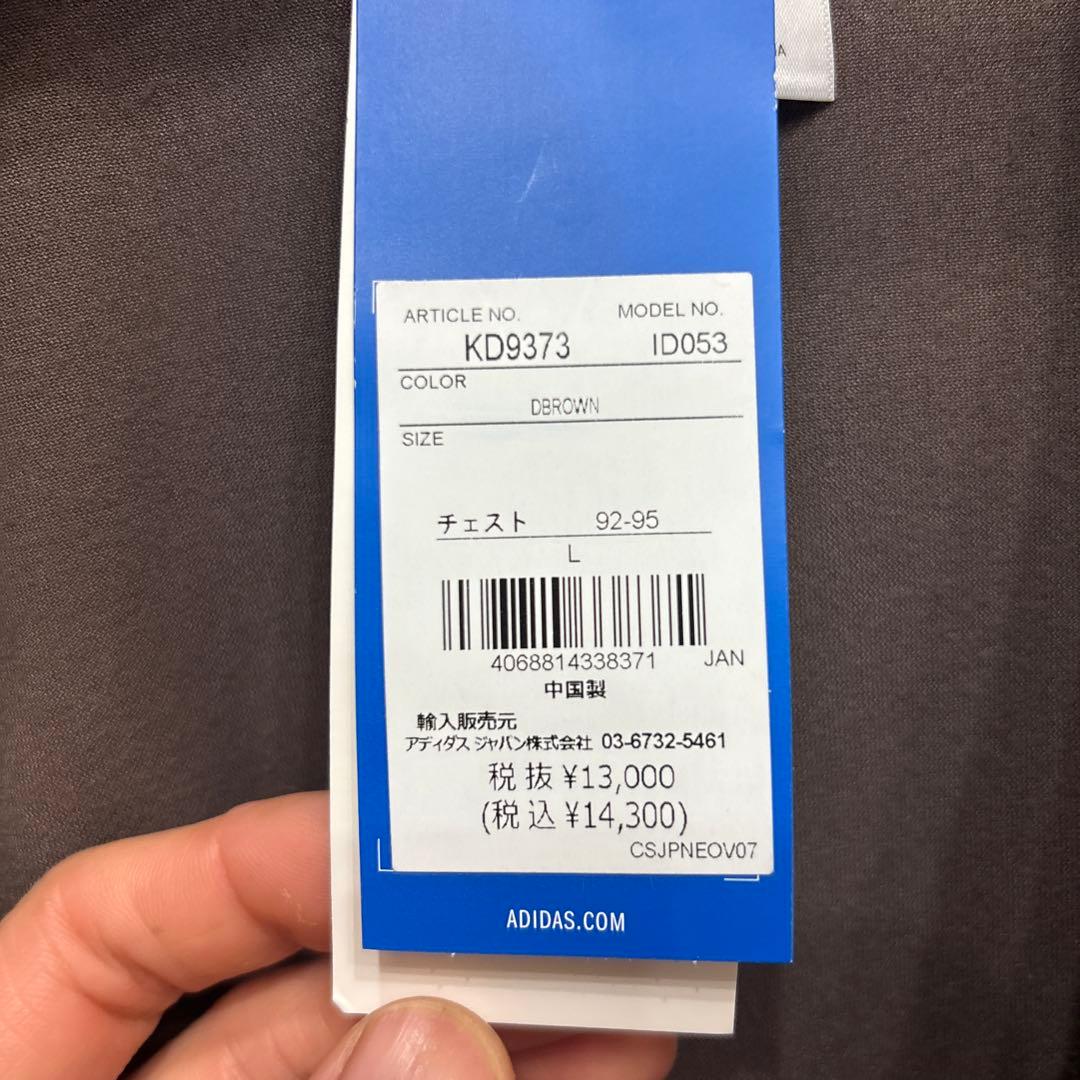 ARTICLE NO. MODEL NO.
KD9373 ID053
COLOR
DBROWN
SIZE
チェスト 92-95
L
4068814338371 JAN
中国製
輸入販売元
アディダス ジャパン株式会社 03-6732-5461
税抜 ¥13,000
(税込 ¥14,300)
CSJPNEOV07
ADIDAS.COM